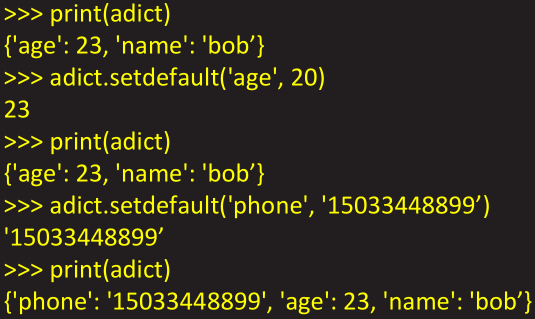 >>> print(adict)
{'age': 23, 'name': 'bob’}
>>> adict.setdefault('age', 20)
23
>>> print(adict)
{'age': 23, 'name': 'bob’}
>>> adict.setdefault('phone', '15033448899’)
'15033448899’
>>> print(adict)
{'phone': '15033448899', 'age': 23, 'name': 'bob’}